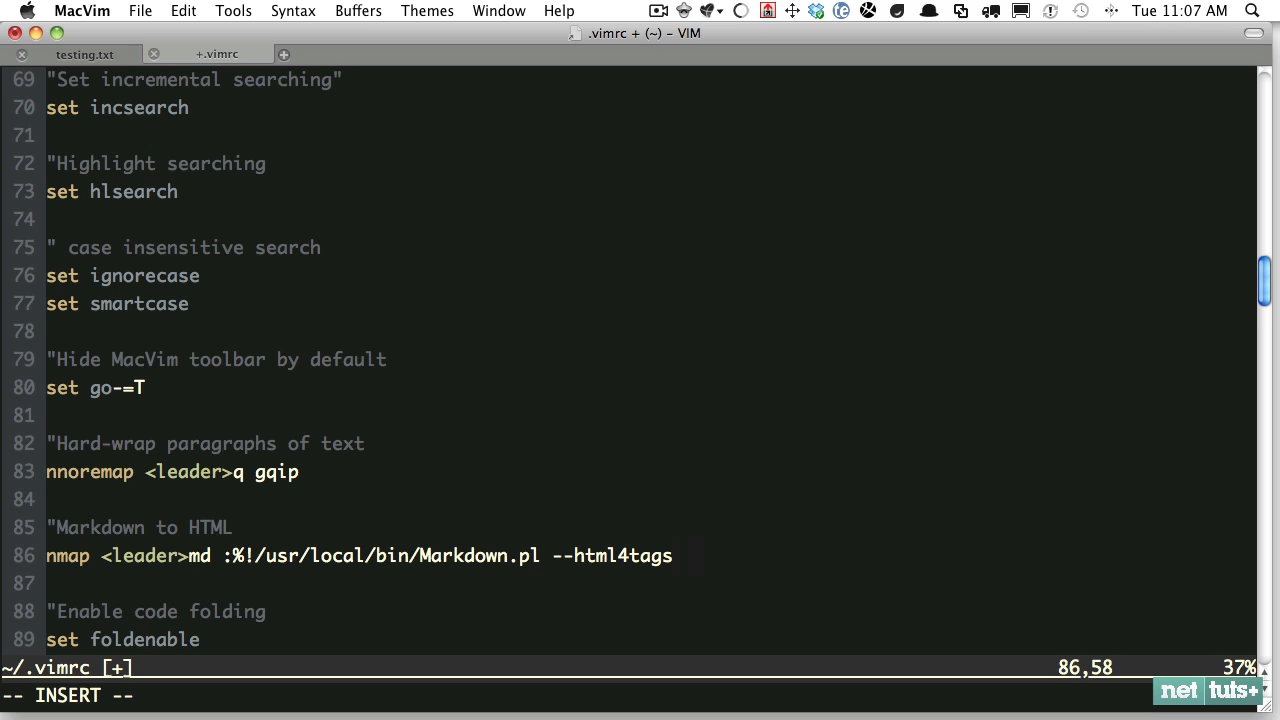 MacVim File Edit Tools Syntax Buffers Themes Window Help Tue 11:07 AM
.vimrc + (~) – VIM
testing.txt +.vimrc
69 "Set incremental searching"
70 set incsearch
71
72 "Highlight searching
73 set hlsearch
74
75 " case insensitive search
76 set ignorecase
77 set smartcase
78
79 "Hide MacVim toolbar by default
80 set go-=T
81
82 "Hard-wrap paragraphs of text
83 nnoremap <leader>q gqip
84
85 "Markdown to HTML
86 nmap <leader>md :%!/usr/local/bin/Markdown.pl --html4tags
87
88 "Enable code folding
89 set foldenable
~/.vimrc [+] 86,58 37%
-- INSERT --
net tuts+